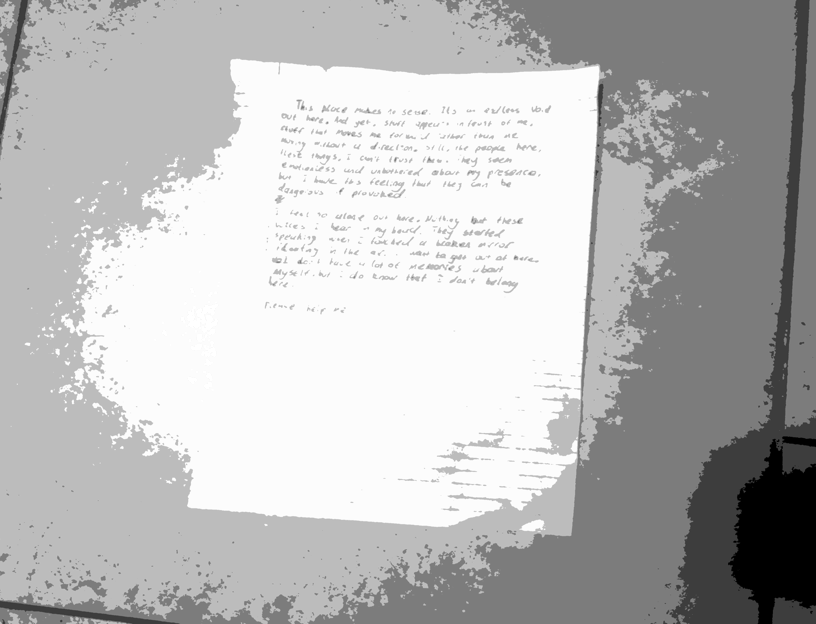 This place makes no sense. It's an endless void
out here. And yet, stuff appears in front of me,
stuff that moves me forward rather than me
moving without a direction. still, the people here,
these things, i can't trust them. they seem
emotionless and unbothered about my presence,
but i have this feeling that they can be
dangerous if provoked
i feel so alone out here. Nothing but these
voices i hear in my head. They started
speaking when i touched a broken mirror
floating in the air. i want to get out of here.
don't have a lot of memories about
myself, but i do know that i don't belong
here.
Please help me